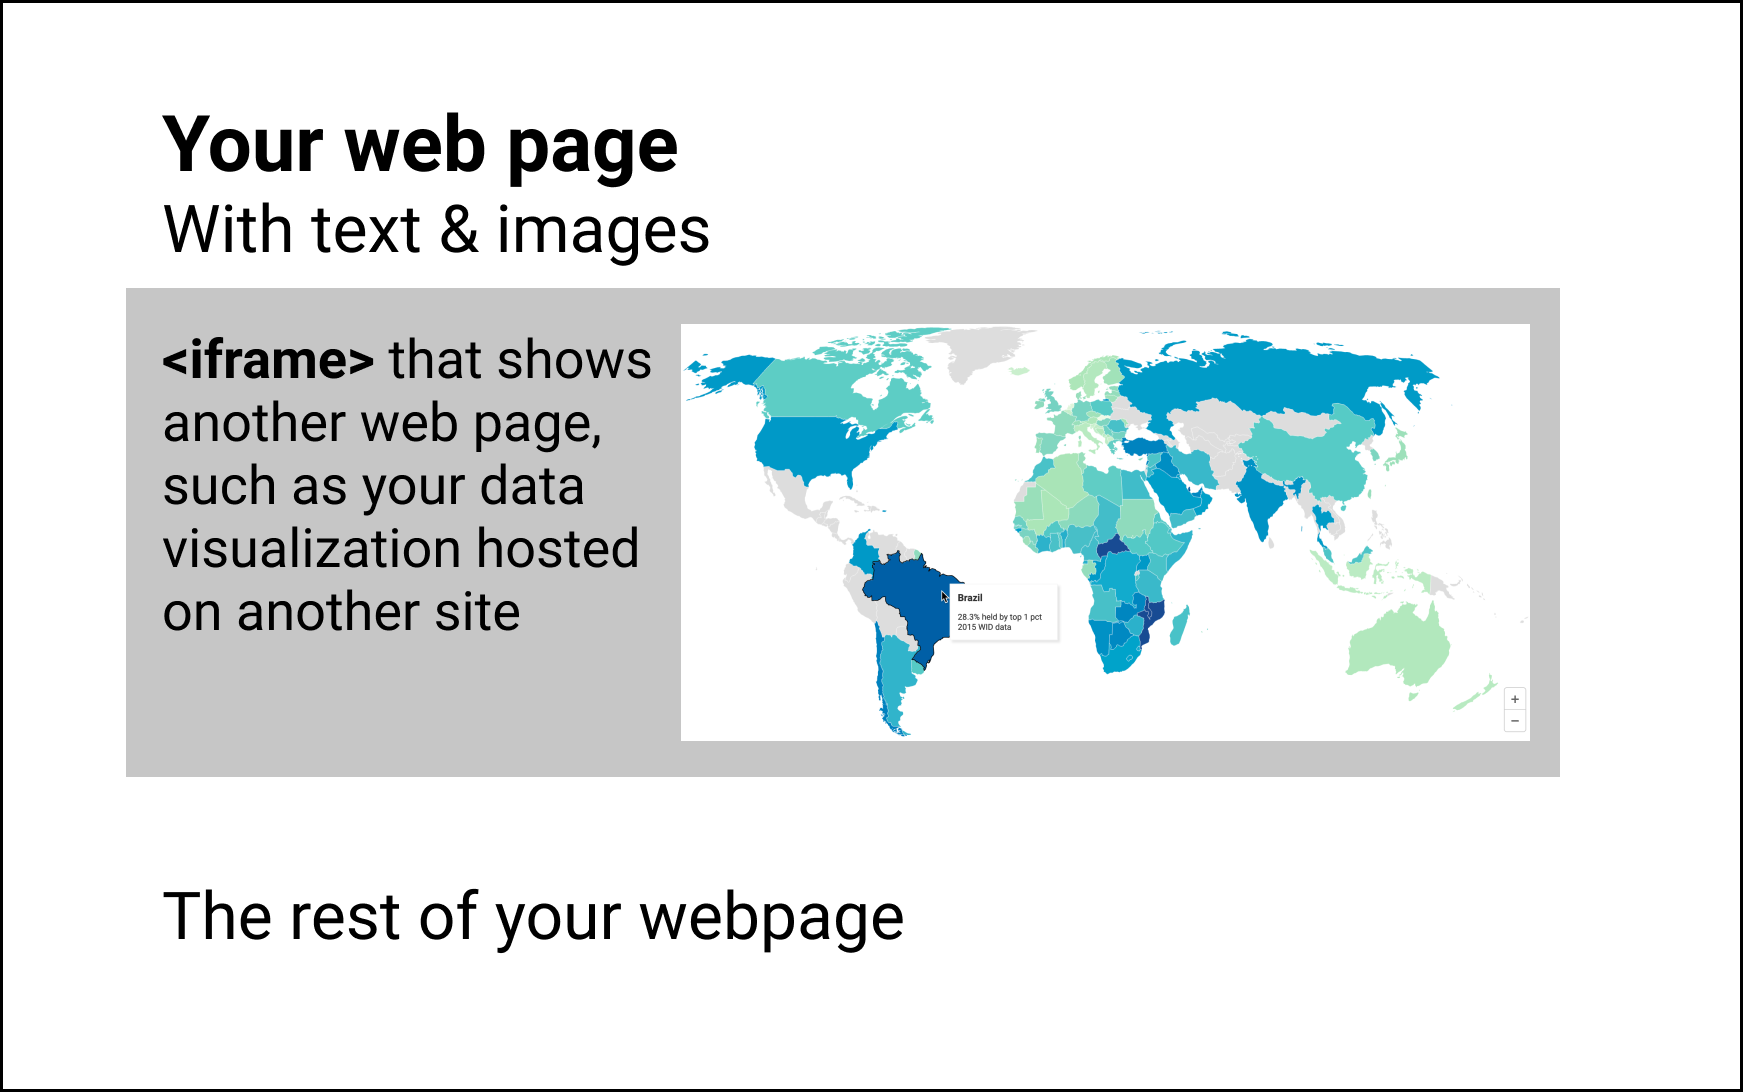 Your web page
With text & images
<iframe> that shows
another web page,
such as your data
visualization hosted
on another site
Brazil
28.3% held by top 1 pct
2015 WID data
+
−
The rest of your webpage